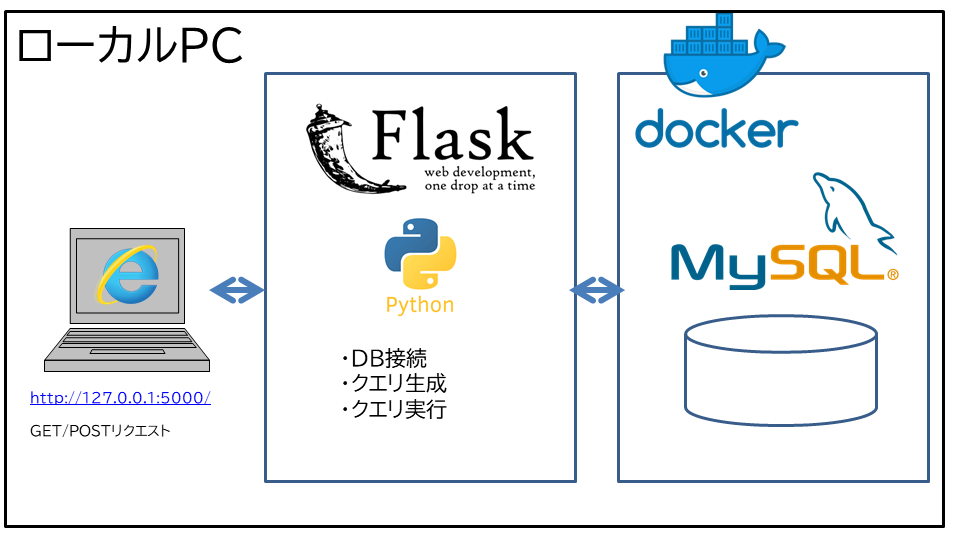 ローカルPC
Flask
web development,
one drop at a time
Python
・DB接続
・クエリ生成
・クエリ実行
docker
MySQL®
http://127.0.0.1:5000/
GET/POSTリクエスト